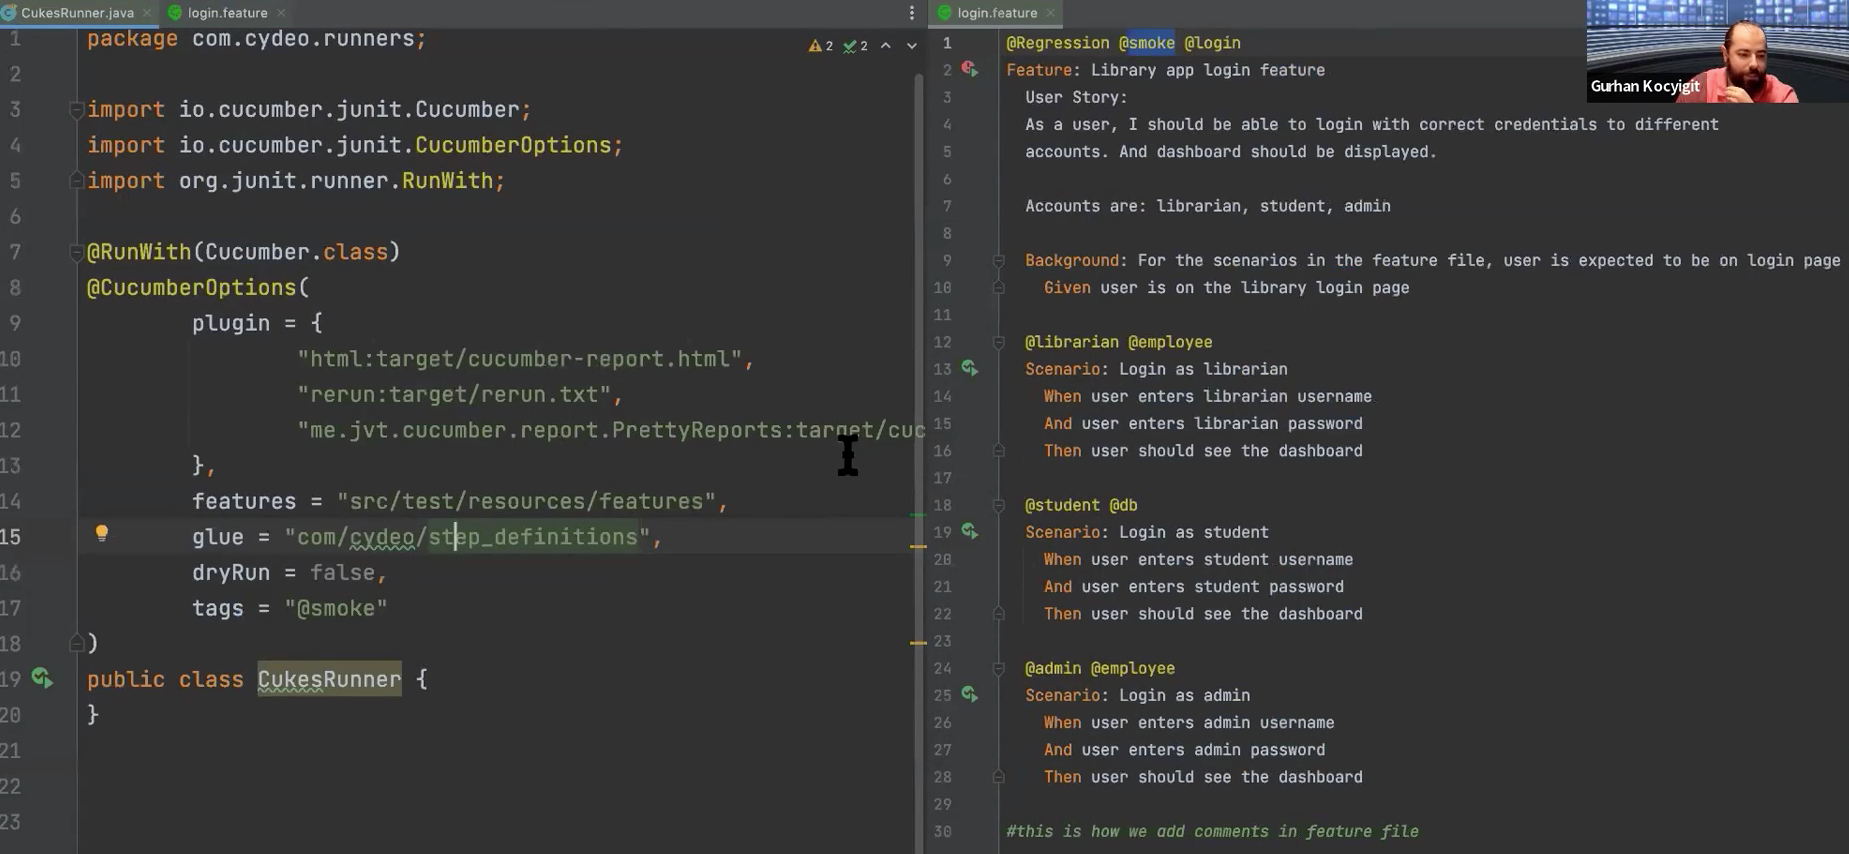 CukesRunner.java
login.feature
1 package com.cydeo.runners;
2
3 import io.cucumber.junit.Cucumber;
4 import io.cucumber.junit.CucumberOptions;
5 import org.junit.runner.RunWith;
6
7 @RunWith(Cucumber.class)
8 @CucumberOptions(
9 plugin = {
10 "html:target/cucumber-report.html",
11 "rerun:target/rerun.txt",
12 "me.jvt.cucumber.report.PrettyReports:target/cuc
13 },
14 features = "src/test/resources/features",
15 glue = "com/cydeo/step_definitions",
16 dryRun = false,
17 tags = "@smoke"
18 )
19 public class CukesRunner {
20 }
21
22
23
2 2
login.feature
1 @Regression @smoke @login
2 Feature: Library app login feature
3 User Story:
4 As a user, I should be able to login with correct credentials to different
5 accounts. And dashboard should be displayed.
6
7 Accounts are: librarian, student, admin
8
9 Background: For the scenarios in the feature file, user is expected to be on login page
10 Given user is on the library login page
11
12 @librarian @employee
13 Scenario: Login as librarian
14 When user enters librarian username
15 And user enters librarian password
16 Then user should see the dashboard
17
18 @student @db
19 Scenario: Login as student
20 When user enters student username
21 And user enters student password
22 Then user should see the dashboard
23
24 @admin @employee
25 Scenario: Login as admin
26 When user enters admin username
27 And user enters admin password
28 Then user should see the dashboard
29
30 #this is how we add comments in feature file
Gurhan Kocyigit